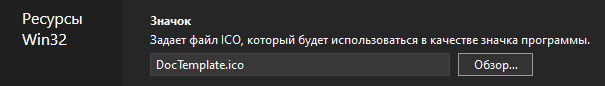 Ресурсы
Win32
Значок
Задает файл ICO, который будет использоваться в качестве значка программы.
DocTemplate.ico
Обзор...